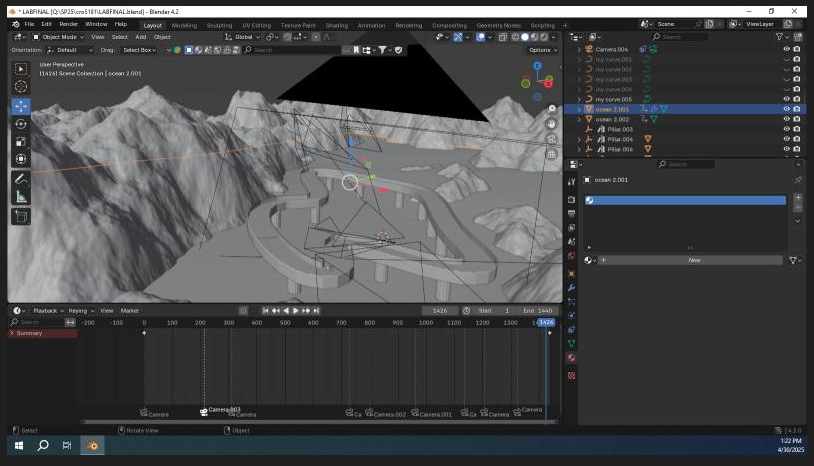 * LABFINAL [Q:\SP25\cro5101\LABFINAL.blend] - Blender 4.2
File Edit Render Window Help Layout Modeling Sculpting UV Editing Texture Paint Shading Animation Rendering Compositing Geometry Nodes Scripting + Scene ViewLayer
Object Mode View Select Add Object Global
Orientation: Default Drag: Select Box Search Options
User Perspective
(1426) Scene Collection | ocean 2.001
Search
Camera.004
my curve.001
my curve.002
my curve.003
my curve.004
my curve.005
ocean 2.001
ocean 2.002
Pillar.003
Pillar.004
Pillar.006
Search
ocean 2.001
New
Playback Keying View Marker 1426 Start 1 End 1440
Search -200 -100 0 100 200 300 400 500 600 700 800 900 1000 1100 1200 1300 1426
Summary
Camera Camera.003 Camera Ca Camera.002 Camera.001 Ca Camera Camera
Select Rotate View Object 4.2.0
1:22 PM
4/30/2025